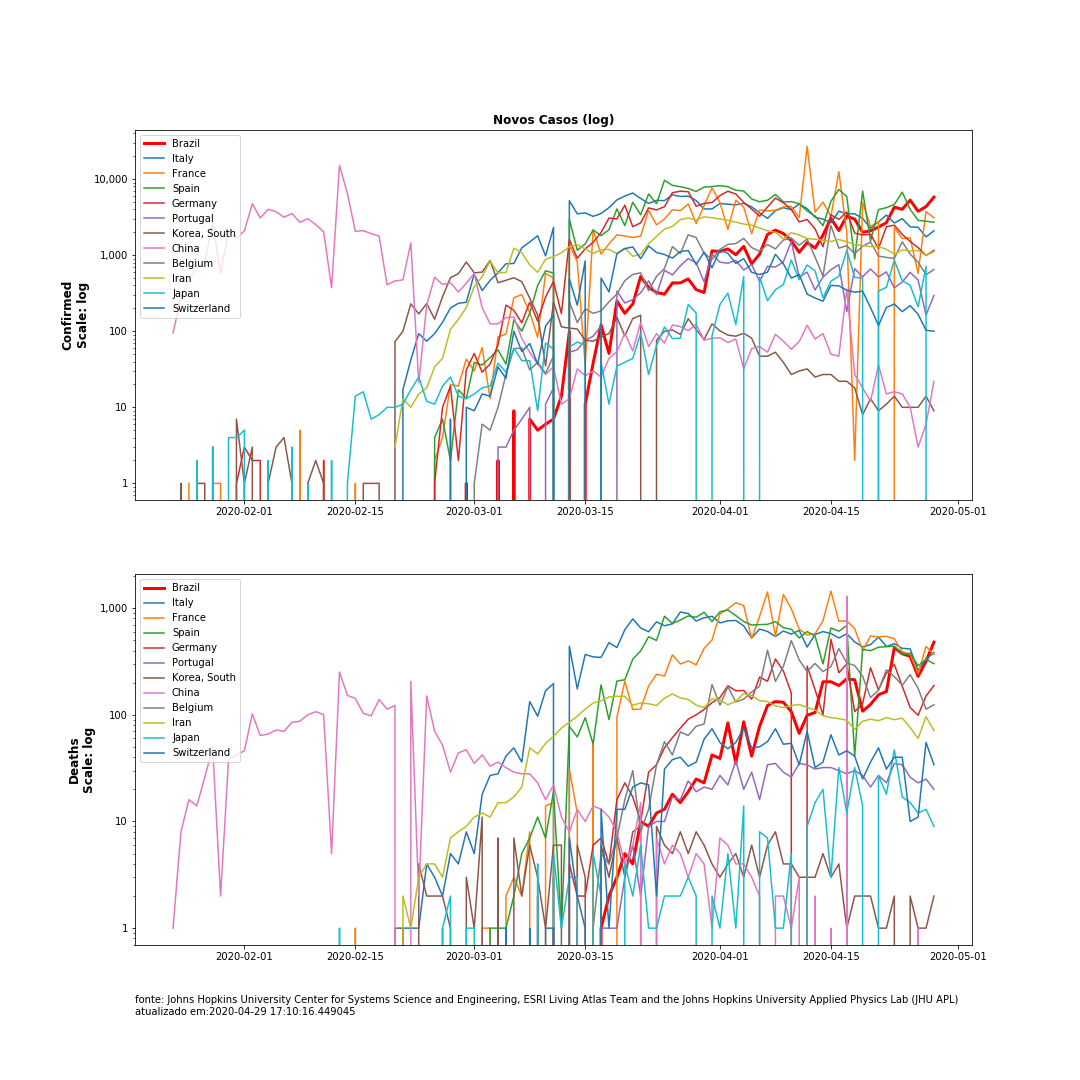 Novos Casos (log)
Confirmed
Scale: log
10,000
1,000
100
10
1
Brazil
Italy
France
Spain
Germany
Portugal
Korea, South
China
Belgium
Iran
Japan
Switzerland
2020-02-01 2020-02-15 2020-03-01 2020-03-15 2020-04-01 2020-04-15 2020-05-01
Deaths
Scale: log
1,000
100
10
1
Brazil
Italy
France
Spain
Germany
Portugal
Korea, South
China
Belgium
Iran
Japan
Switzerland
2020-02-01 2020-02-15 2020-03-01 2020-03-15 2020-04-01 2020-04-15 2020-05-01
fonte: Johns Hopkins University Center for Systems Science and Engineering, ESRI Living Atlas Team and the Johns Hopkins University Applied Physics Lab (JHU APL)
atualizado em:2020-04-29 17:10:16.449045